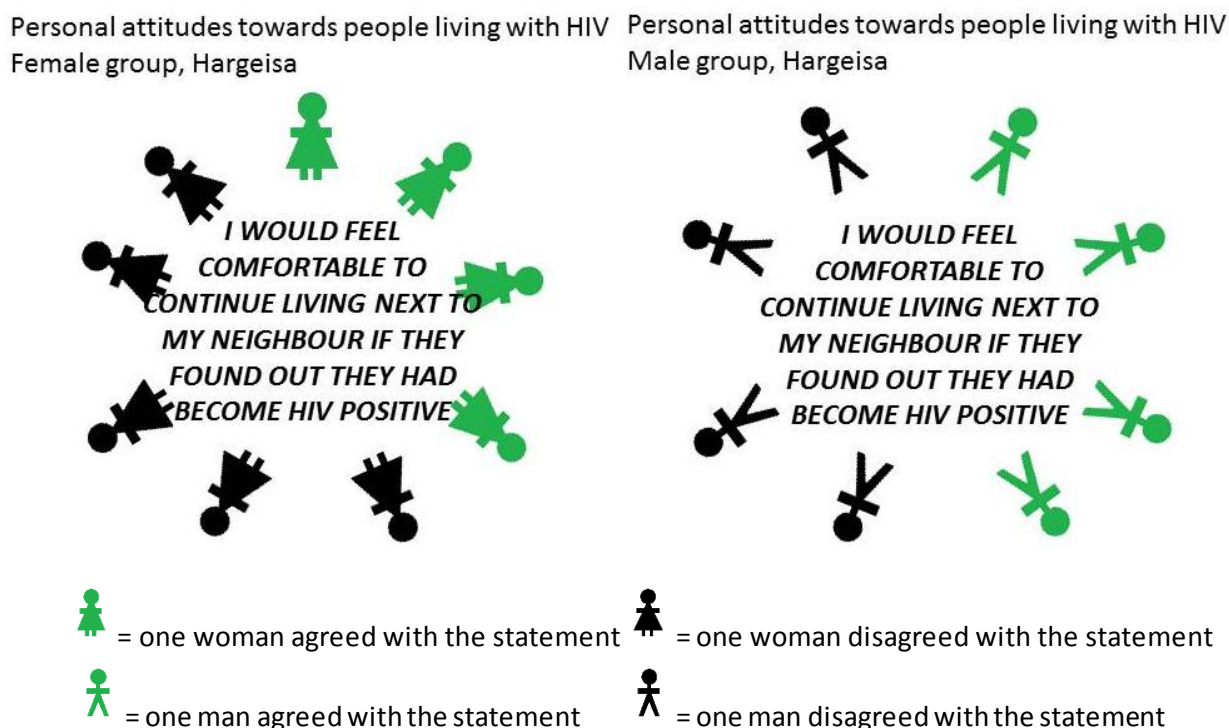 Personal attitudes towards people living with HIV
Female group, Hargeisa
I WOULD FEEL
COMFORTABLE TO
CONTINUE LIVING NEXT TO
MY NEIGHBOUR IF THEY
FOUND OUT THEY HAD
BECOME HIV POSITIVE
Personal attitudes towards people living with HIV
Male group, Hargeisa
I WOULD FEEL
COMFORTABLE TO
CONTINUE LIVING NEXT TO
MY NEIGHBOUR IF THEY
FOUND OUT THEY HAD
BECOME HIV POSITIVE
= one woman agreed with the statement
= one woman disagreed with the statement
= one man agreed with the statement
= one man disagreed with the statement